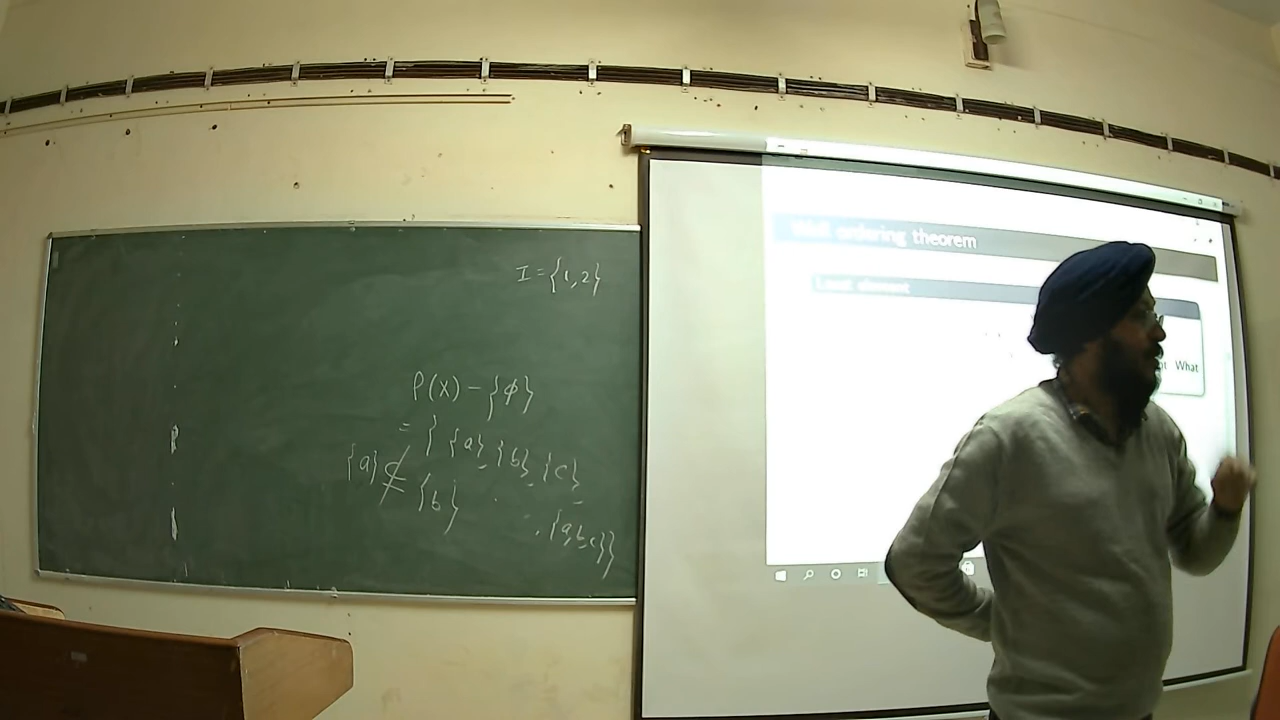 I = {1,2}
P(X) - {ϕ}
= { {a}, {b}, {c}
{a} ⊈ {b}
. . . , {a,b,c}}
Well ordering theorem
Least element
What